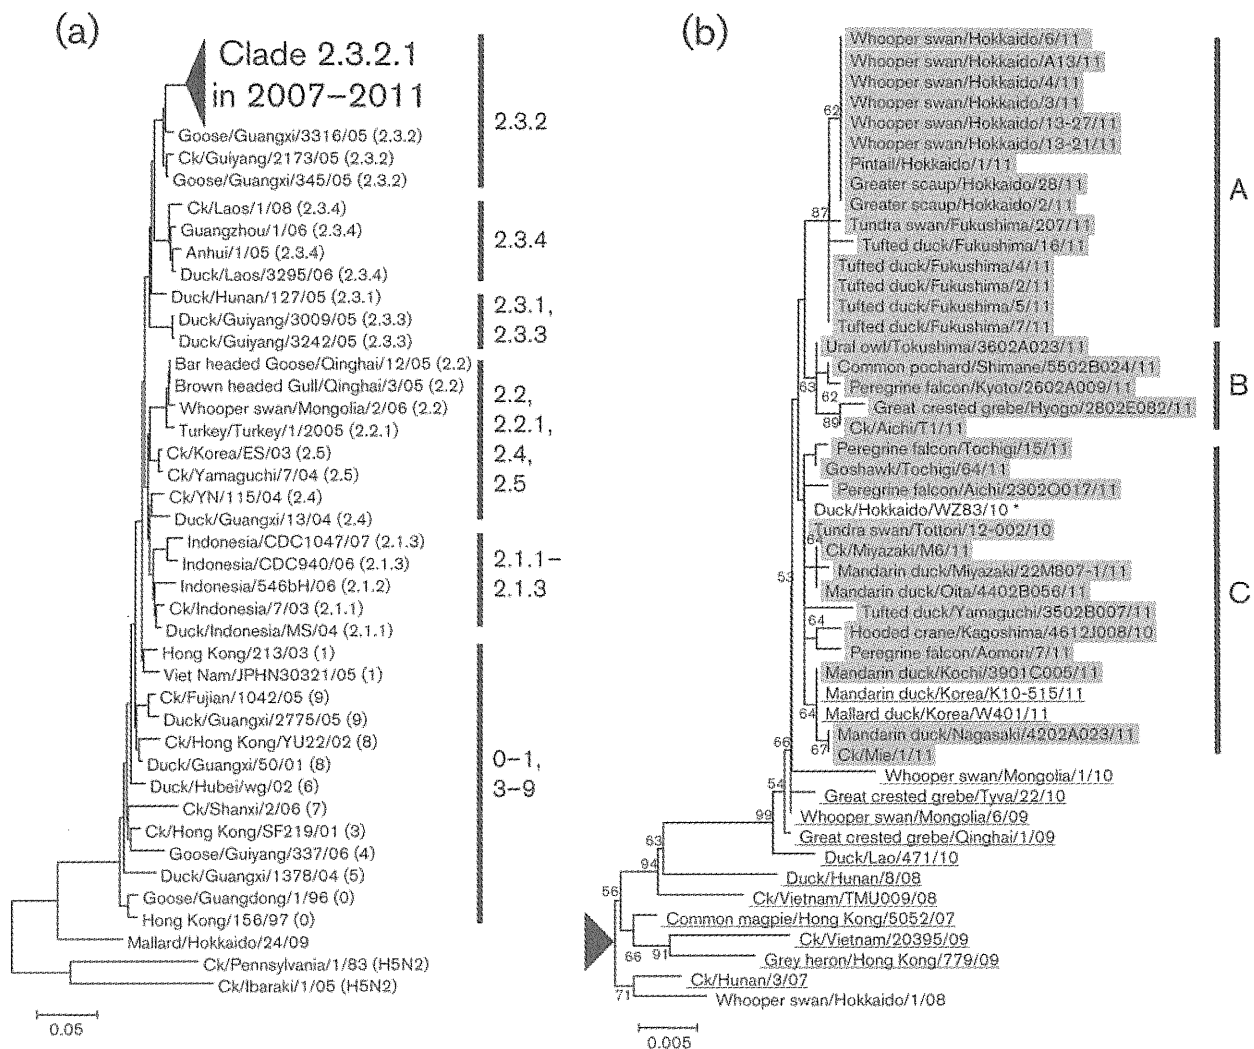 (a)
Clade 2.3.2.1
in 2007–2011
Goose/Guangxi/3316/05 (2.3.2)
Ck/Guiyang/2173/05 (2.3.2)
Goose/Guangxi/345/05 (2.3.2)
2.3.2
Ck/Laos/1/08 (2.3.4)
Guangzhou/1/06 (2.3.4)
Anhui/1/05 (2.3.4)
Duck/Laos/3295/06 (2.3.4)
2.3.4
Duck/Hunan/127/05 (2.3.1)
Duck/Guiyang/3009/05 (2.3.3)
Duck/Guiyang/3242/05 (2.3.3)
2.3.1,
2.3.3
Bar headed Goose/Qinghai/12/05 (2.2)
Brown headed Gull/Qinghai/3/05 (2.2)
Whooper swan/Mongolia/2/06 (2.2)
Turkey/Turkey/1/2005 (2.2.1)
Ck/Korea/ES/03 (2.5)
Ck/Yamaguchi/7/04 (2.5)
Ck/YN/115/04 (2.4)
Duck/Guangxi/13/04 (2.4)
2.2,
2.2.1,
2.4,
2.5
Indonesia/CDC1047/07 (2.1.3)
Indonesia/CDC940/06 (2.1.3)
Indonesia/546bH/06 (2.1.2)
Ck/Indonesia/7/03 (2.1.1)
Duck/Indonesia/MS/04 (2.1.1)
2.1.1–
2.1.3
Hong Kong/213/03 (1)
Viet Nam/JPHN30321/05 (1)
Ck/Fujian/1042/05 (9)
Duck/Guangxi/2775/05 (9)
Ck/Hong Kong/YU22/02 (8)
Duck/Guangxi/50/01 (8)
Duck/Hubei/wg/02 (6)
Ck/Shanxi/2/06 (7)
Ck/Hong Kong/SF219/01 (3)
Goose/Guiyang/337/06 (4)
Duck/Guangxi/1378/04 (5)
Goose/Guangdong/1/96 (0)
Hong Kong/156/97 (0)
0–1,
3–9
Mallard/Hokkaido/24/09
Ck/Pennsylvania/1/83 (H5N2)
Ck/Ibaraki/1/05 (H5N2)
0.05
(b)
Whooper swan/Hokkaido/6/11
Whooper swan/Hokkaido/A13/11
Whooper swan/Hokkaido/4/11
Whooper swan/Hokkaido/3/11
62
Whooper swan/Hokkaido/13-27/11
Whooper swan/Hokkaido/13-21/11
Pintail/Hokkaido/1/11
Greater scaup/Hokkaido/28/11
Greater scaup/Hokkaido/2/11
87
Tundra swan/Fukushima/207/11
Tufted duck/Fukushima/16/11
Tufted duck/Fukushima/4/11
Tufted duck/Fukushima/2/11
Tufted duck/Fukushima/5/11
Tufted duck/Fukushima/7/11
A
Ural owl/Tokushima/3602A023/11
Common pochard/Shimane/5502B024/11
63
Peregrine falcon/Kyoto/2602A009/11
62
Great crested grebe/Hyogo/2802E082/11
89
Ck/Aichi/T1/11
B
Peregrine falcon/Tochigi/15/11
Goshawk/Tochigi/64/11
Peregrine falcon/Aichi/2302O017/11
Duck/Hokkaido/WZ83/10 *
Tundra swan/Tottori/12-002/10
64
Ck/Miyazaki/M6/11
53
Mandarin duck/Miyazaki/22M807-1/11
Mandarin duck/Oita/4402B056/11
Tufted duck/Yamaguchi/3502B007/11
64
Hooded crane/Kagoshima/4612J008/10
Peregrine falcon/Aomori/7/11
Mandarin duck/Kochi/3901C005/11
Mandarin duck/Korea/K10-515/11
64
Mallard duck/Korea/W401/11
Mandarin duck/Nagasaki/4202A023/11
67
Ck/Mie/1/11
C
66
Whooper swan/Mongolia/1/10
54
Great crested grebe/Tyva/22/10
99
Whooper swan/Mongolia/6/09
Great crested grebe/Qinghai/1/09
63
Duck/Lao/471/10
94
Duck/Hunan/8/08
56
Ck/Vietnam/TMU009/08
Common magpie/Hong Kong/5052/07
Ck/Vietnam/20395/09
66
91
Grey heron/Hong Kong/779/09
Ck/Hunan/3/07
71
Whooper swan/Hokkaido/1/08
0.005